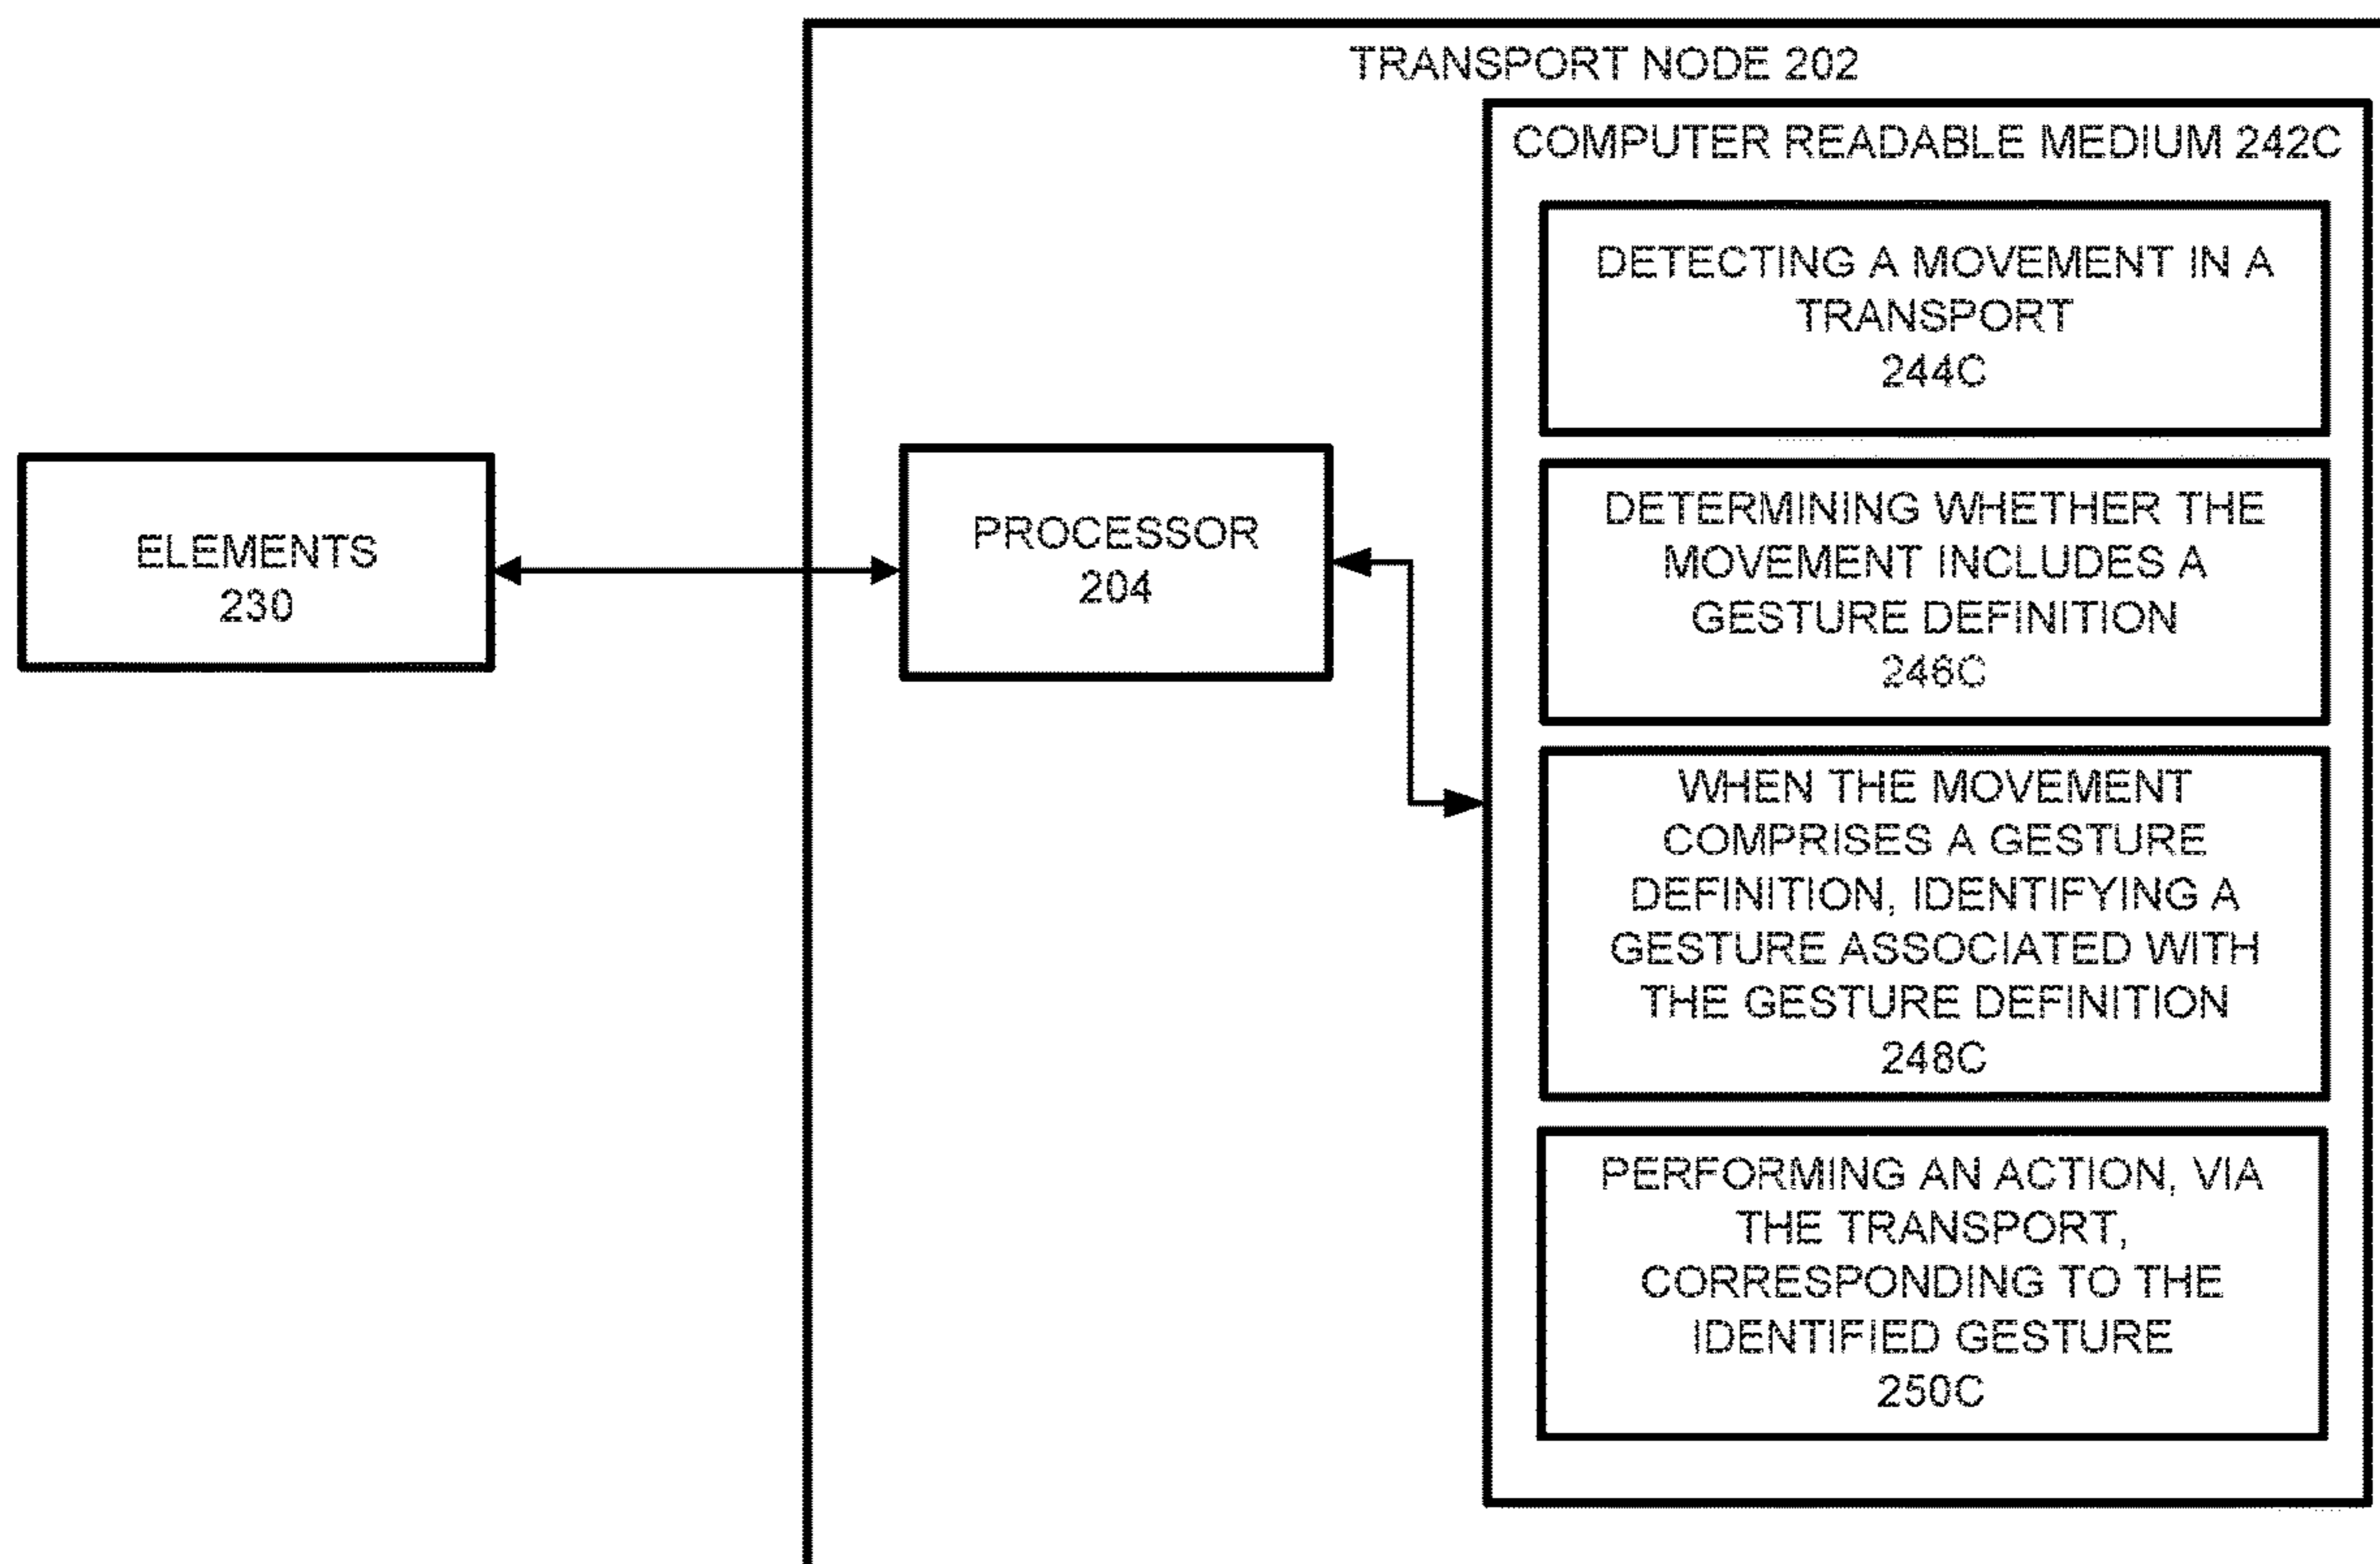 TRANSPORT NODE 202
COMPUTER READABLE MEDIUM 242C
DETECTING A MOVEMENT IN A
TRANSPORT
244C
ELEMENTS
230
PROCESSOR
204
DETERMINING WHETHER THE
MOVEMENT INCLUDES A
GESTURE DEFINITION
246C
WHEN THE MOVEMENT
COMPRISES A GESTURE
DEFINITION, IDENTIFYING A
GESTURE ASSOCIATED WITH
THE GESTURE DEFINITION
248C
PERFORMING AN ACTION, VIA
THE TRANSPORT,
CORRESPONDING TO THE
IDENTIFIED GESTURE
250C